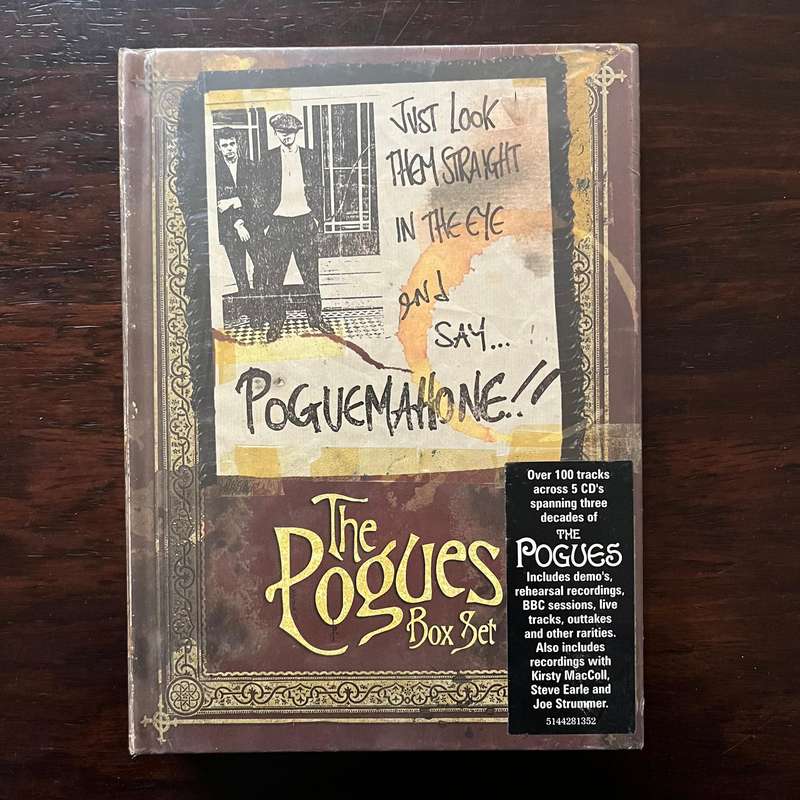 JUST LOOK
THEM STRAIGHT
IN THE EYE
and
SAY...
POGUEMAHONE!!
The
Pogues
Box Set
Over 100 tracks
across 5 CD's
spanning three
decades of
THE
POGUES
Includes demo's,
rehearsal recordings,
BBC sessions, live
tracks, outtakes
and other rarities.
Also includes
recordings with
Kirsty MacColl,
Steve Earle and
Joe Strummer.
5144281352